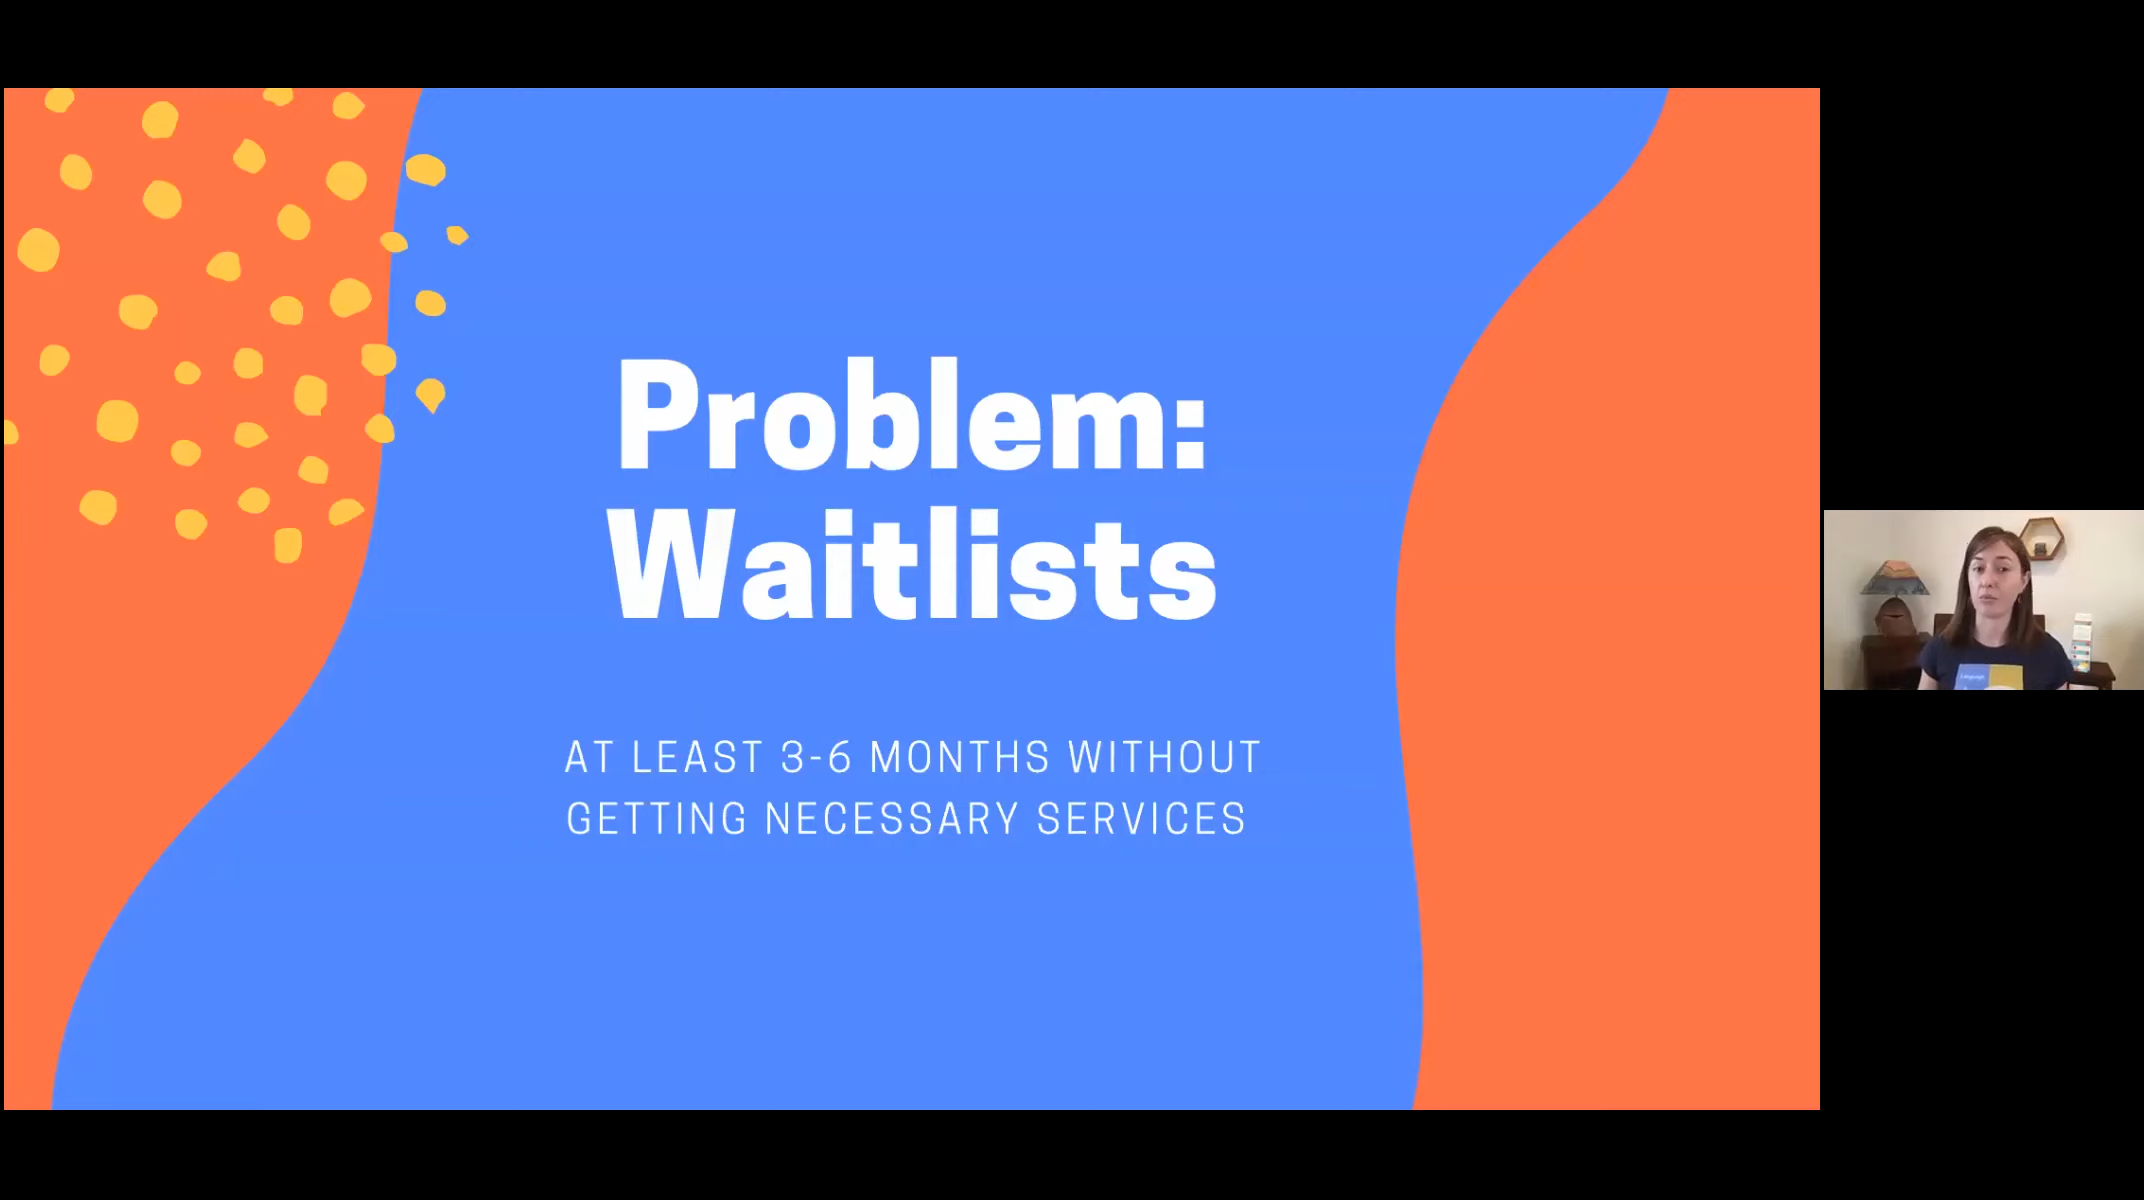 Problem:
Waitlists
AT LEAST 3-6 MONTHS WITHOUT
GETTING NECESSARY SERVICES